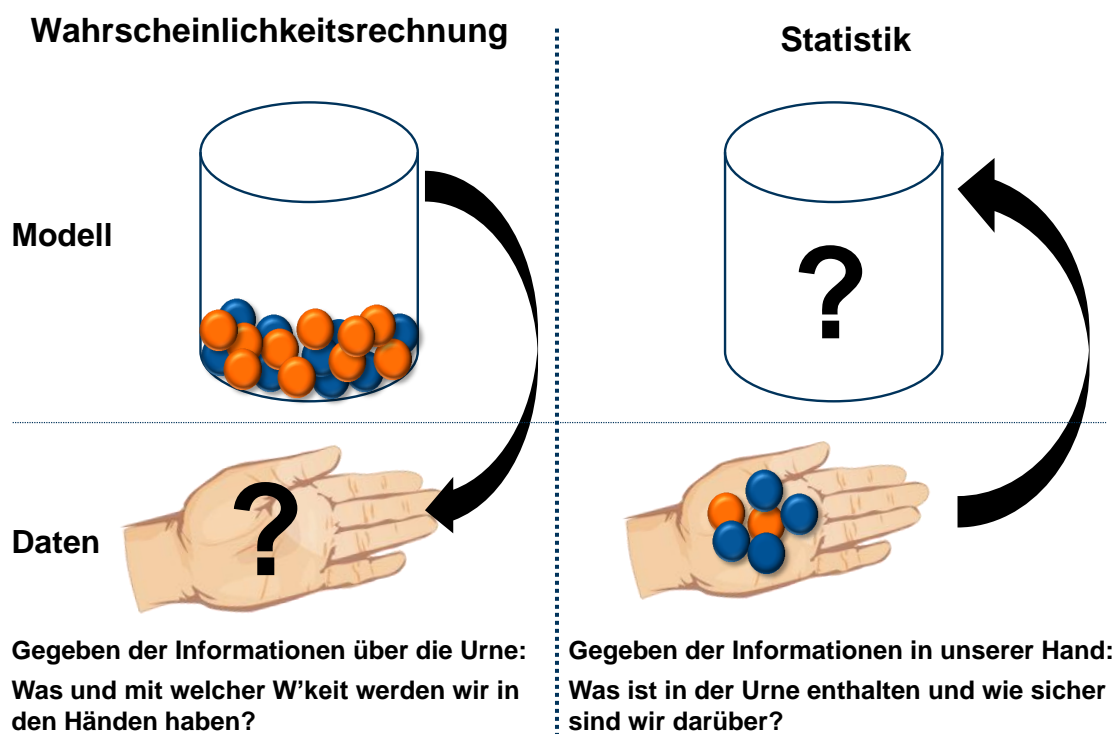 Wahrscheinlichkeitsrechnung
Statistik
Modell
?
Daten
?
Gegeben der Informationen über die Urne:
Was und mit welcher W'keit werden wir in
den Händen haben?
Gegeben der Informationen in unserer Hand:
Was ist in der Urne enthalten und wie sicher
sind wir darüber?